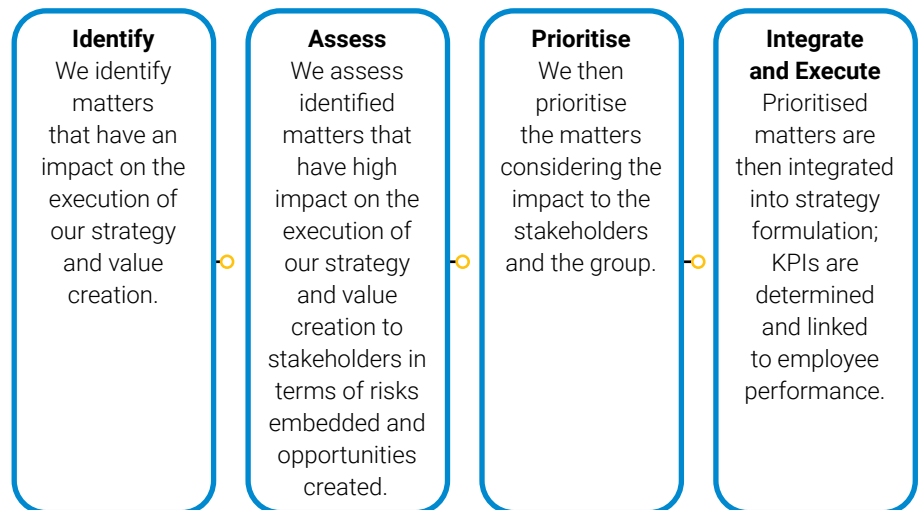 Identify
We identify
matters
that have an
impact on the
execution of
our strategy
and value
creation.
Assess
We assess
identified
matters that
have high
impact on the
execution of
our strategy
and value
creation to
stakeholders in
terms of risks
embedded and
opportunities
created.
Prioritise
We then
prioritise
the matters
considering the
impact to the
stakeholders
and the group.
Integrate
and Execute
Prioritised
matters are
then integrated
into strategy
formulation;
KPIs are
determined
and linked
to employee
performance.